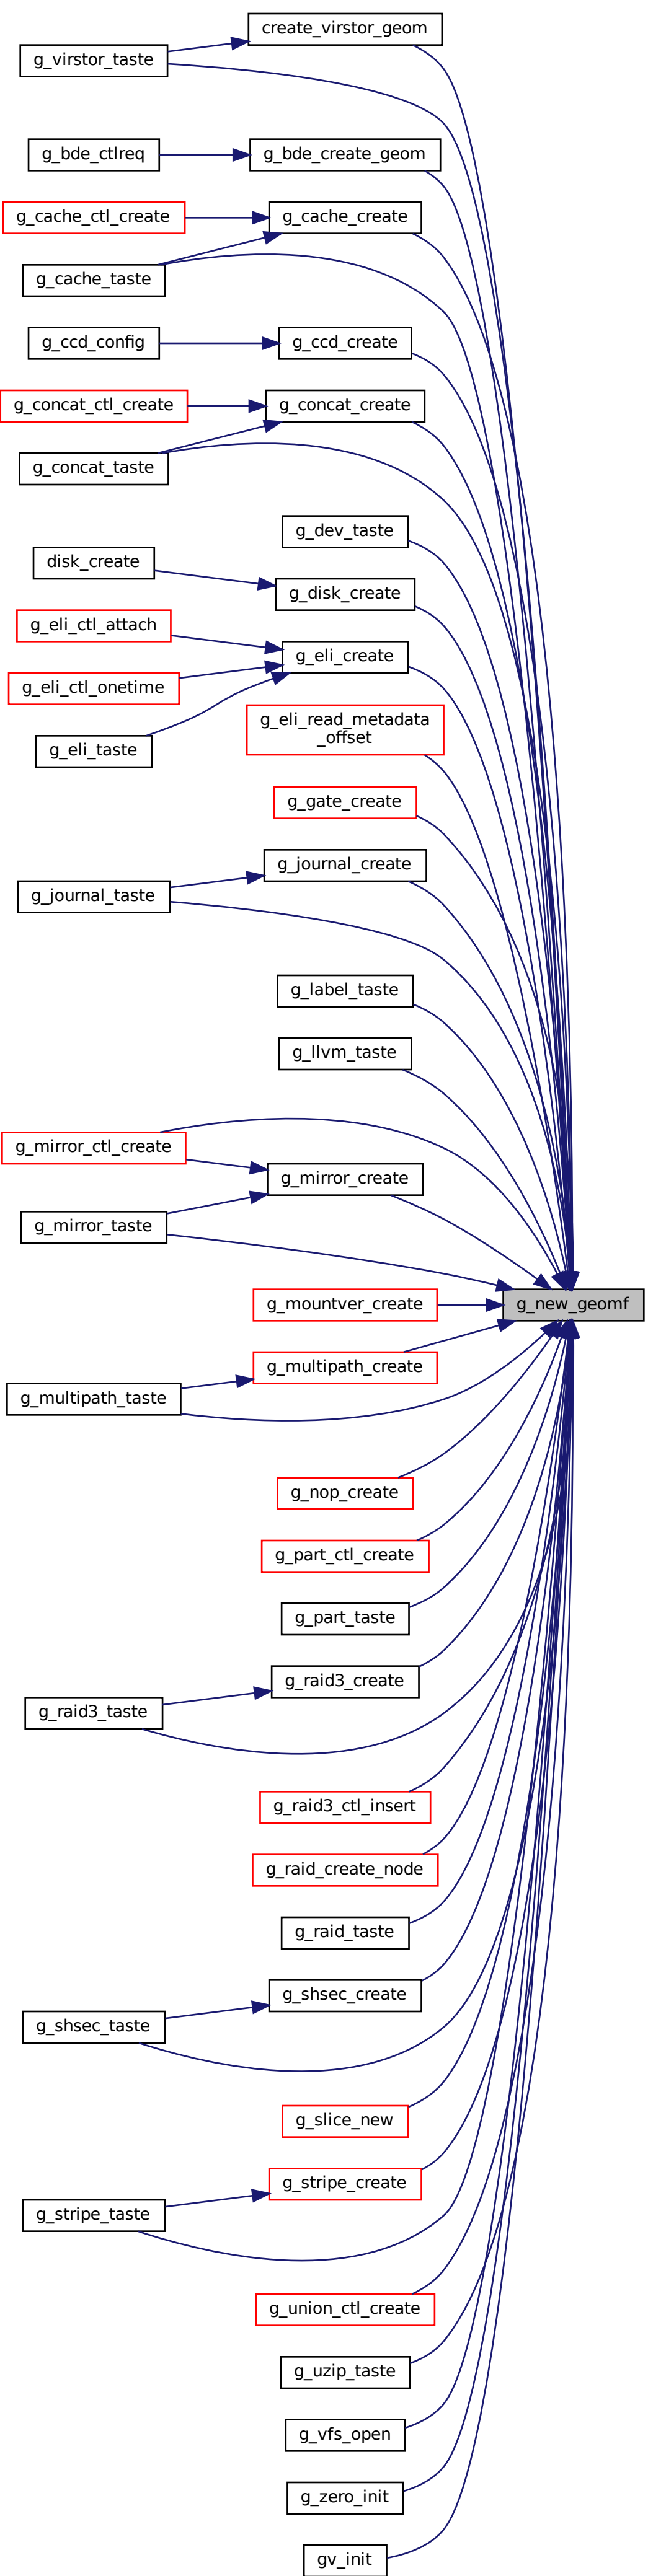 create_virstor_geom
g_virstor_taste
g_bde_ctlreq
g_bde_create_geom
g_cache_ctl_create
g_cache_create
g_cache_taste
g_ccd_config
g_ccd_create
g_concat_ctl_create
g_concat_create
g_concat_taste
g_dev_taste
disk_create
g_disk_create
g_eli_ctl_attach
g_eli_create
g_eli_ctl_onetime
g_eli_read_metadata
_offset
g_eli_taste
g_gate_create
g_journal_create
g_journal_taste
g_label_taste
g_llvm_taste
g_mirror_ctl_create
g_mirror_create
g_mirror_taste
g_mountver_create
g_new_geomf
g_multipath_create
g_multipath_taste
g_nop_create
g_part_ctl_create
g_part_taste
g_raid3_create
g_raid3_taste
g_raid3_ctl_insert
g_raid_create_node
g_raid_taste
g_shsec_create
g_shsec_taste
g_slice_new
g_stripe_create
g_stripe_taste
g_union_ctl_create
g_uzip_taste
g_vfs_open
g_zero_init
gv_init